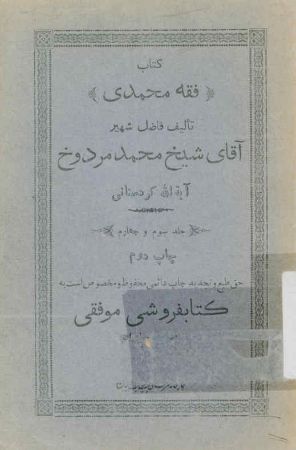 کتاب
﴿ فقه محمدی ﴾
تألیف فاضل شهیر
آقای شیخ محمد مردوخ
آیة الله کردستانی
جلد سوم و چهارم
چاپ دوم
حق طبع و تجدید چاپ دائمی محفوظ و مخصوص است به
کتابفروشی موفقی